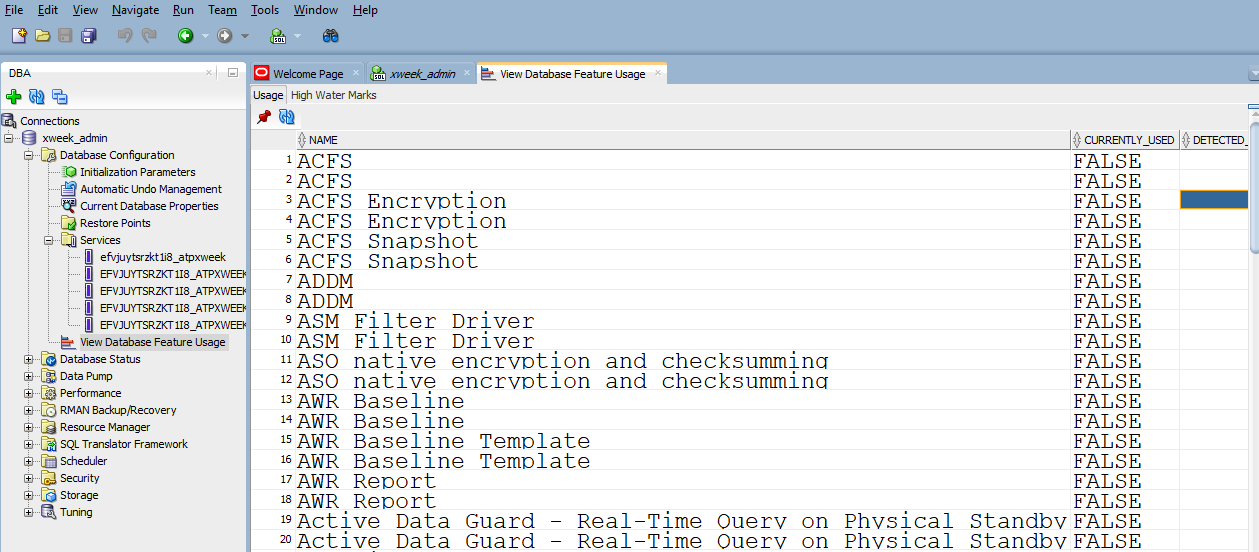 File Edit View Navigate Run Team Tools Window Help
DBA
Welcome Page xweek_admin View Database Feature Usage
Usage High Water Marks
Connections
xweek_admin
Database Configuration
Initialization Parameters
Automatic Undo Management
Current Database Properties
Restore Points
Services
efvjuytsrzkt1i8_atpxweek
EFVJUYTSRZKT1I8_ATPXWEEK
EFVJUYTSRZKT1I8_ATPXWEEK
EFVJUYTSRZKT1I8_ATPXWEEK
EFVJUYTSRZKT1I8_ATPXWEEK
View Database Feature Usage
Database Status
Data Pump
Performance
RMAN Backup/Recovery
Resource Manager
SQL Translator Framework
Scheduler
Security
Storage
Tuning
NAME CURRENTLY_USED DETECTED_
1 ACFS FALSE
2 ACFS FALSE
3 ACFS Encryption FALSE
4 ACFS Encryption FALSE
5 ACFS Snapshot FALSE
6 ACFS Snapshot FALSE
7 ADDM FALSE
8 ADDM FALSE
9 ASM Filter Driver FALSE
10 ASM Filter Driver FALSE
11 ASO native encryption and checksumming FALSE
12 ASO native encryption and checksumming FALSE
13 AWR Baseline FALSE
14 AWR Baseline FALSE
15 AWR Baseline Template FALSE
16 AWR Baseline Template FALSE
17 AWR Report FALSE
18 AWR Report FALSE
19 Active Data Guard - Real-Time Query on Physical Standby FALSE
20 Active Data Guard - Real-Time Query on Physical Standby FALSE